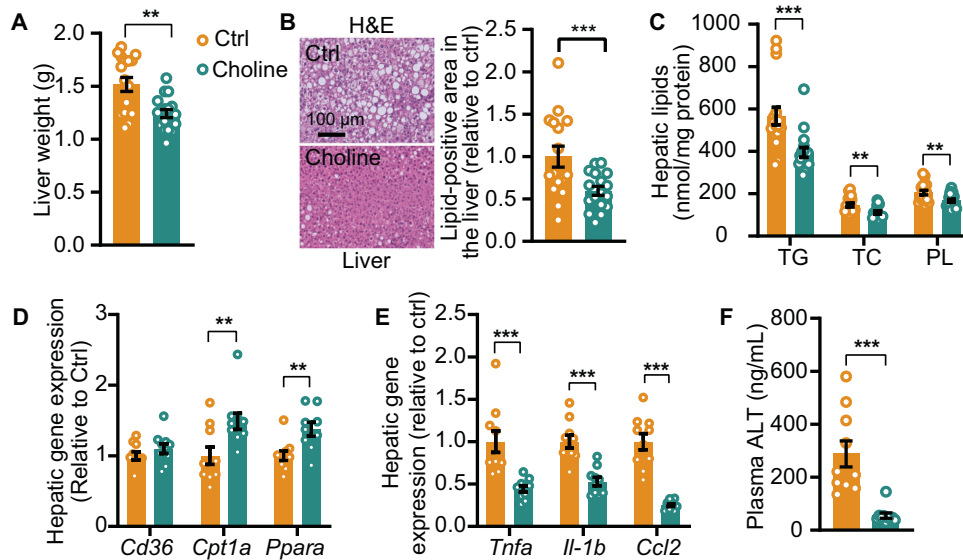 A
Liver weight (g)
2.0
1.5
1.0
0.5
0.0
**
Ctrl
Choline
B
H&E
Ctrl
100 μm
Choline
Liver
Lipid-positive area in
the liver (relative to ctrl)
2.5
2.0
1.5
1.0
0.5
0.0
***
C
Hepatic lipids
(nmol/mg protein)
1000
800
600
400
200
0
***
**
**
TG TC PL
D
Hepatic gene expression
(Relative to Ctrl)
3
2
1
0
**
**
Cd36 Cpt1a Ppara
E
Hepatic gene
expression (relative to ctrl)
2.5
2.0
1.5
1.0
0.5
0.0
***
***
***
Tnfa Il-1b Ccl2
F
Plasma ALT (ng/mL)
800
600
400
200
0
***